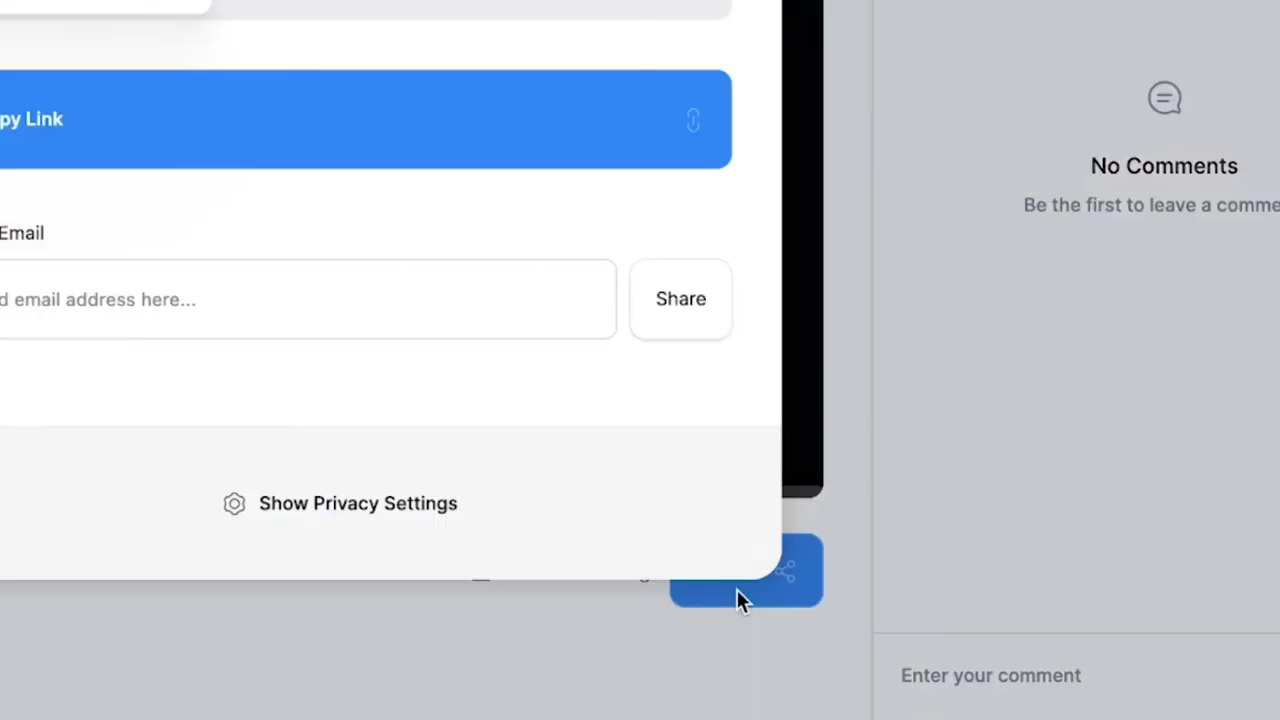 py Link
No Comments
Be the first to leave a comme
Email
d email address here...
Share
Show Privacy Settings
Enter your comment